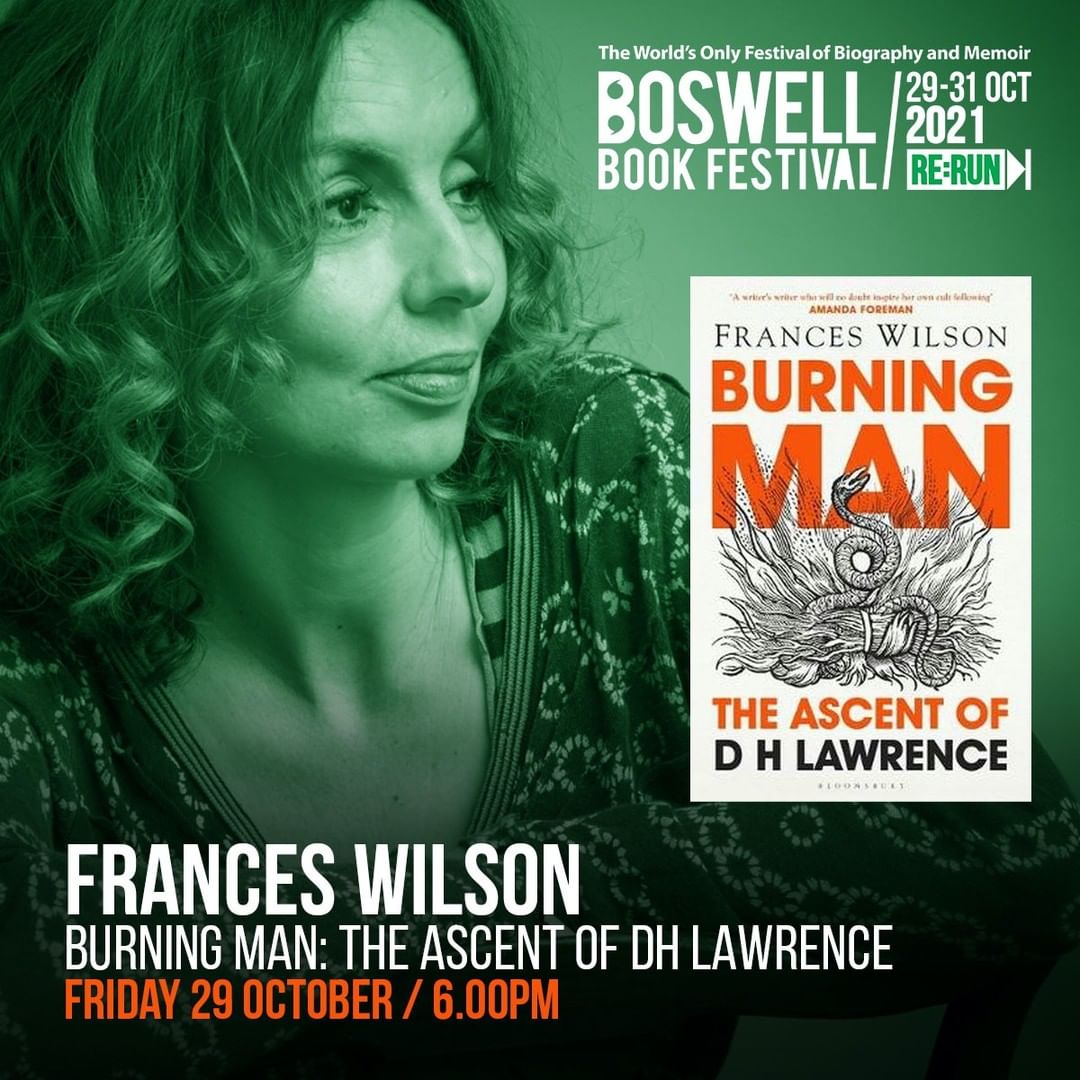 The World's Only Festival of Biography and Memoir
BOSWELL
BOOK FESTIVAL
29-31 OCT
2021
RE:RUN
'A writer's writer who will no doubt inspire her own cult following'
AMANDA FOREMAN
FRANCES WILSON
BURNING
MAN
THE ASCENT OF
D H LAWRENCE
BLOOMSBURY
FRANCES WILSON
BURNING MAN: THE ASCENT OF DH LAWRENCE
FRIDAY 29 OCTOBER / 6.00PM